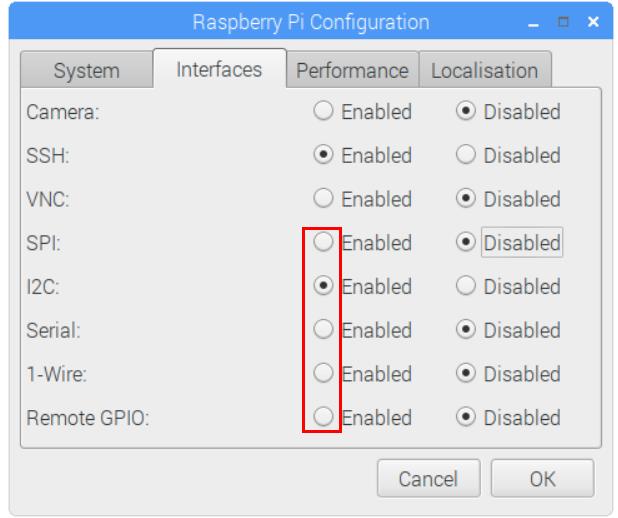 Raspberry Pi Configuration
System Interfaces Performance Localisation
Camera: Enabled Disabled
SSH: Enabled Disabled
VNC: Enabled Disabled
SPI: Enabled Disabled
I2C: Enabled Disabled
Serial: Enabled Disabled
1-Wire: Enabled Disabled
Remote GPIO: Enabled Disabled
Cancel OK